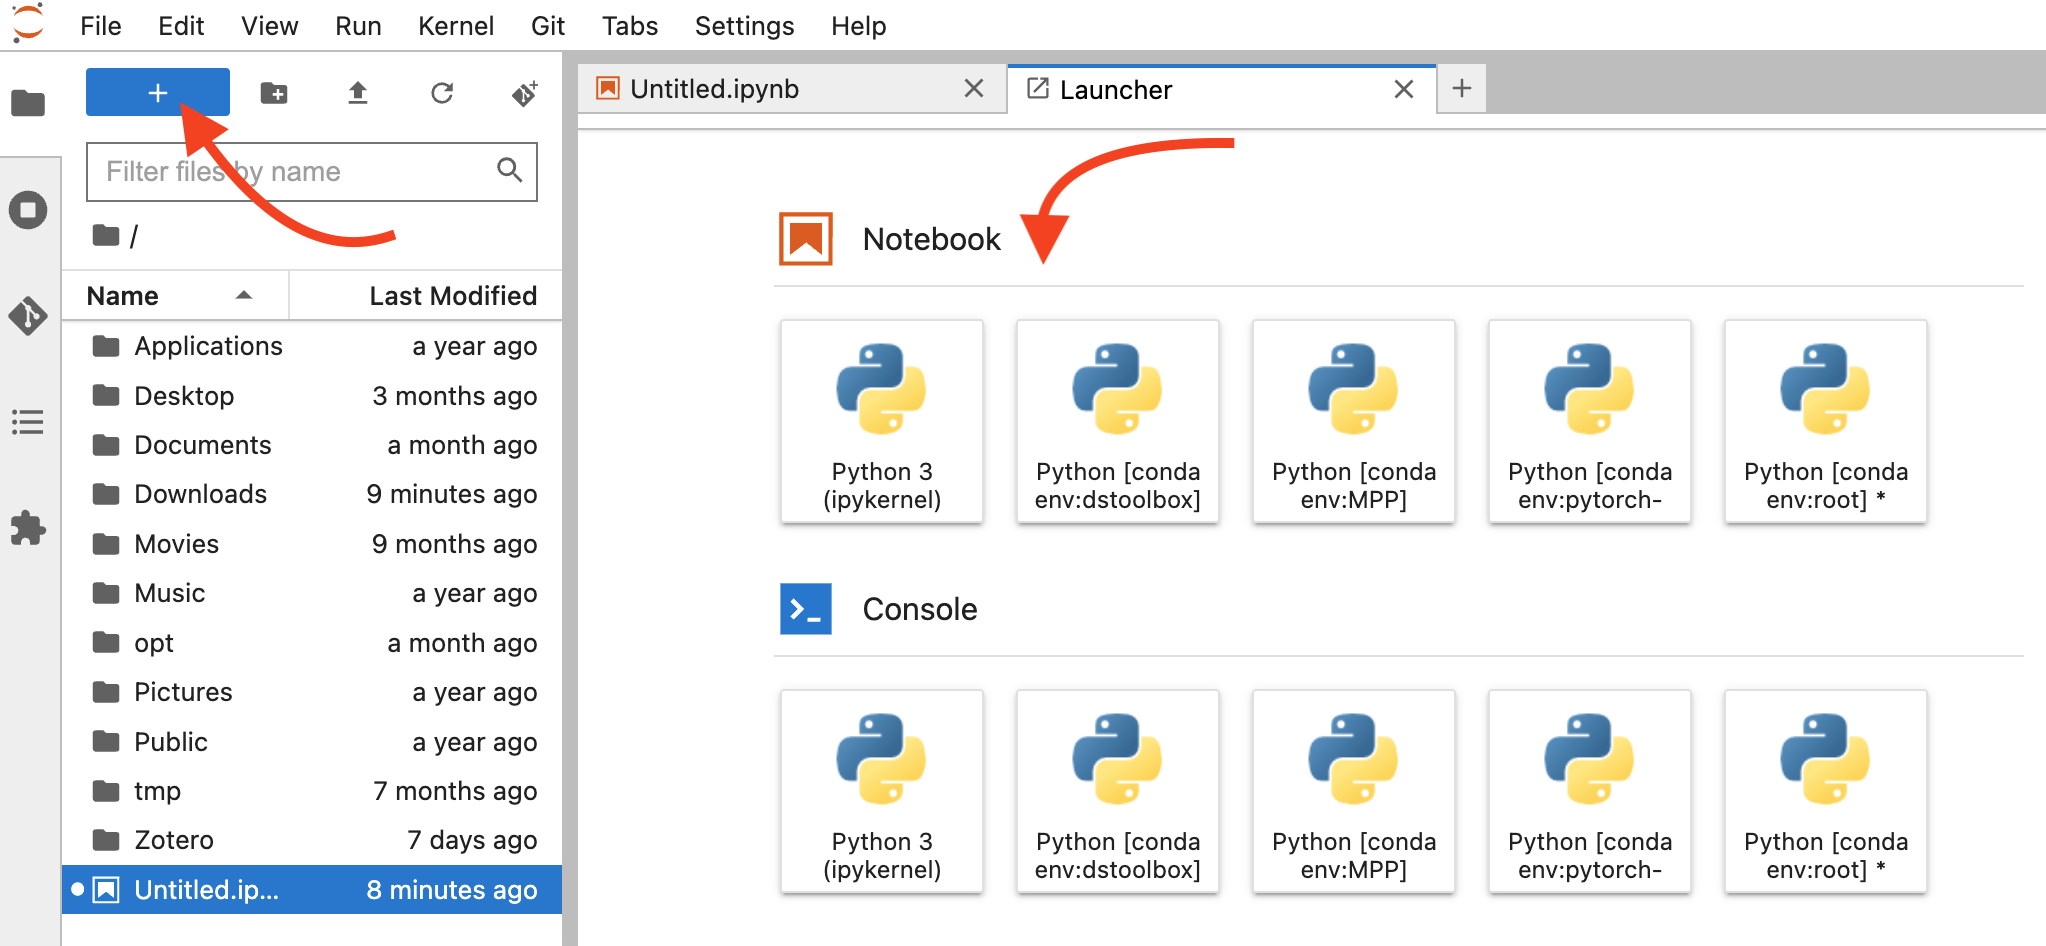 File Edit View Run Kernel Git Tabs Settings Help
+
Filter files by name
/
Name Last Modified
Applications a year ago
Desktop 3 months ago
Documents a month ago
Downloads 9 minutes ago
Movies 9 months ago
Music a year ago
opt a month ago
Pictures a year ago
Public a year ago
tmp 7 months ago
Zotero 7 days ago
Untitled.ip... 8 minutes ago
Untitled.ipynb Launcher +
Notebook
Python 3 Python [conda Python [conda Python [conda Python [conda
(ipykernel) env:dstoolbox] env:MPP] env:pytorch- env:root] *
Console
Python 3 Python [conda Python [conda Python [conda Python [conda
(ipykernel) env:dstoolbox] env:MPP] env:pytorch- env:root] *